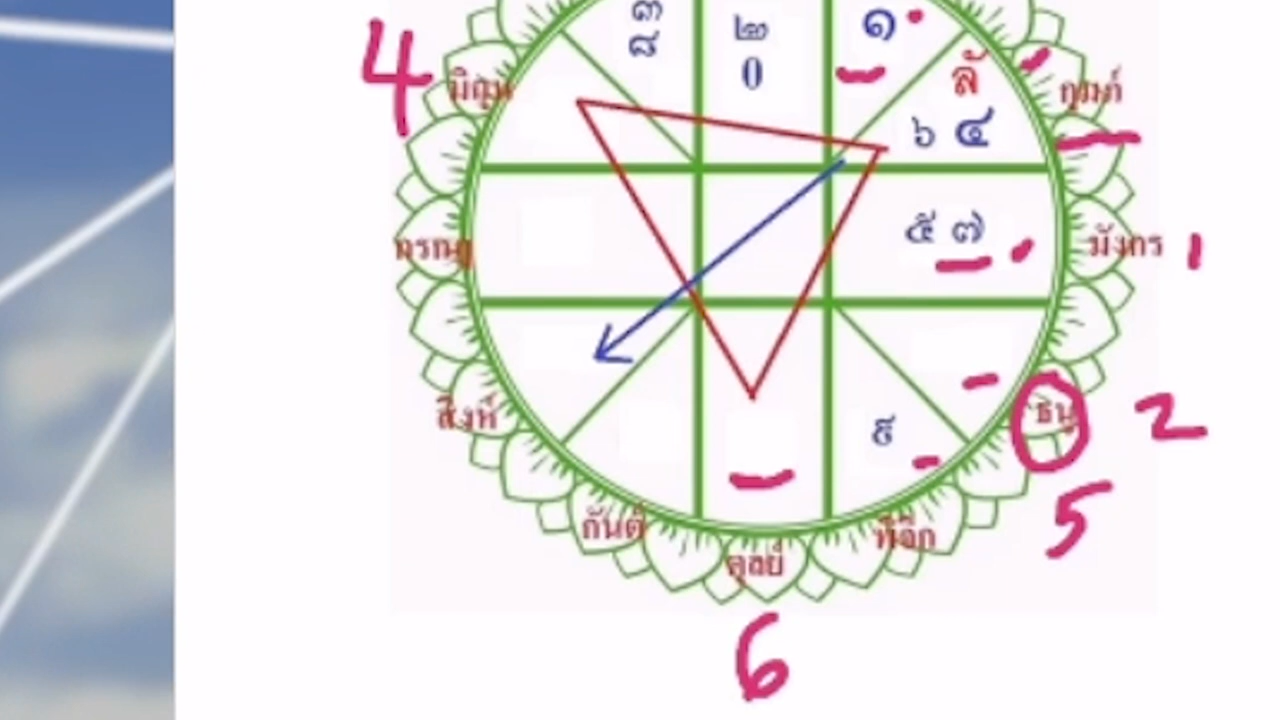 ๓
๘
๒
0
๑
ลั
๖ ๔
4
มิถุน
กุมภ์
กรกฎ
๕ ๗
มังกร
1
สิงห์
ธนู
2
๙
5
กันต์
พิจิก
ตุลย์
6